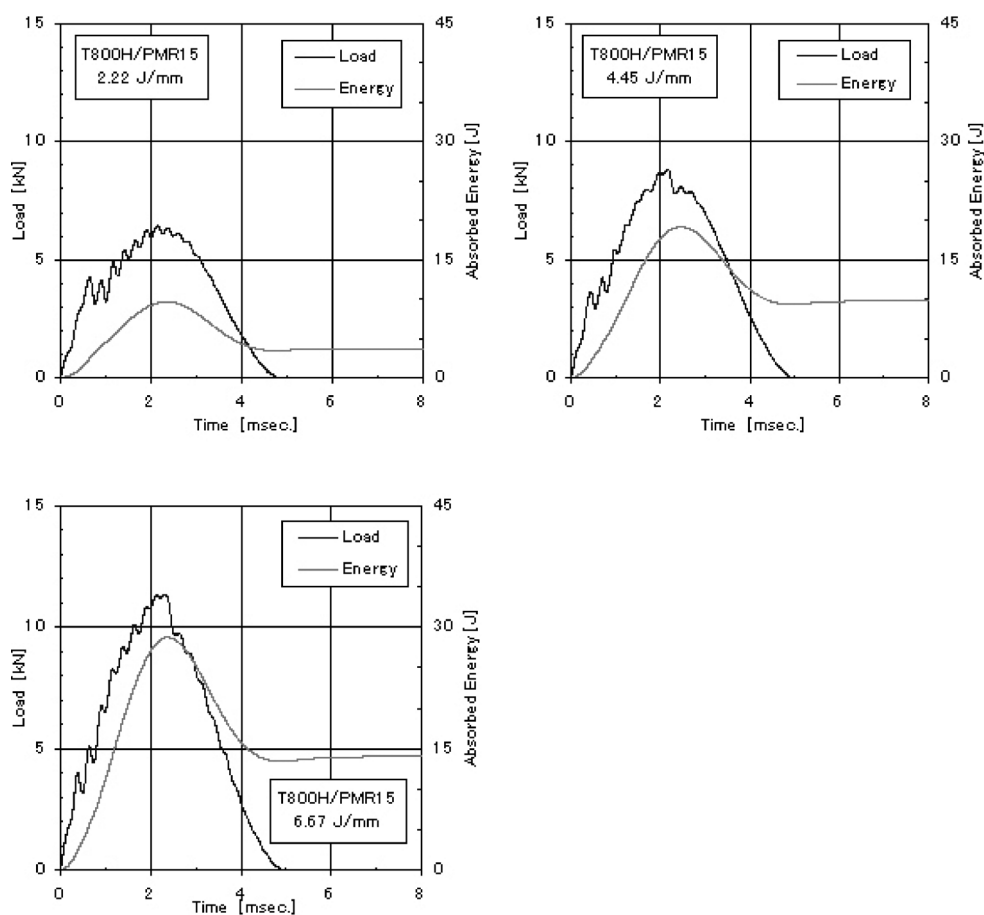 15
T800H/PMR15
2.22 J/mm
Load
Energy
45
10
30
Load [kN]
Absorbed Energy [J]
5
15
0
0
0 2 4 6 8
Time [msec.]
15
T800H/PMR15
4.45 J/mm
Load
Energy
45
10
30
Load [kN]
Absorbed Energy [J]
5
15
0
0
0 2 4 6 8
Time [msec.]
15
Load
Energy
45
10
30
Load [kN]
Absorbed Energy [J]
5
15
T800H/PMR15
6.67 J/mm
0
0
0 2 4 6 8
Time [msec.]